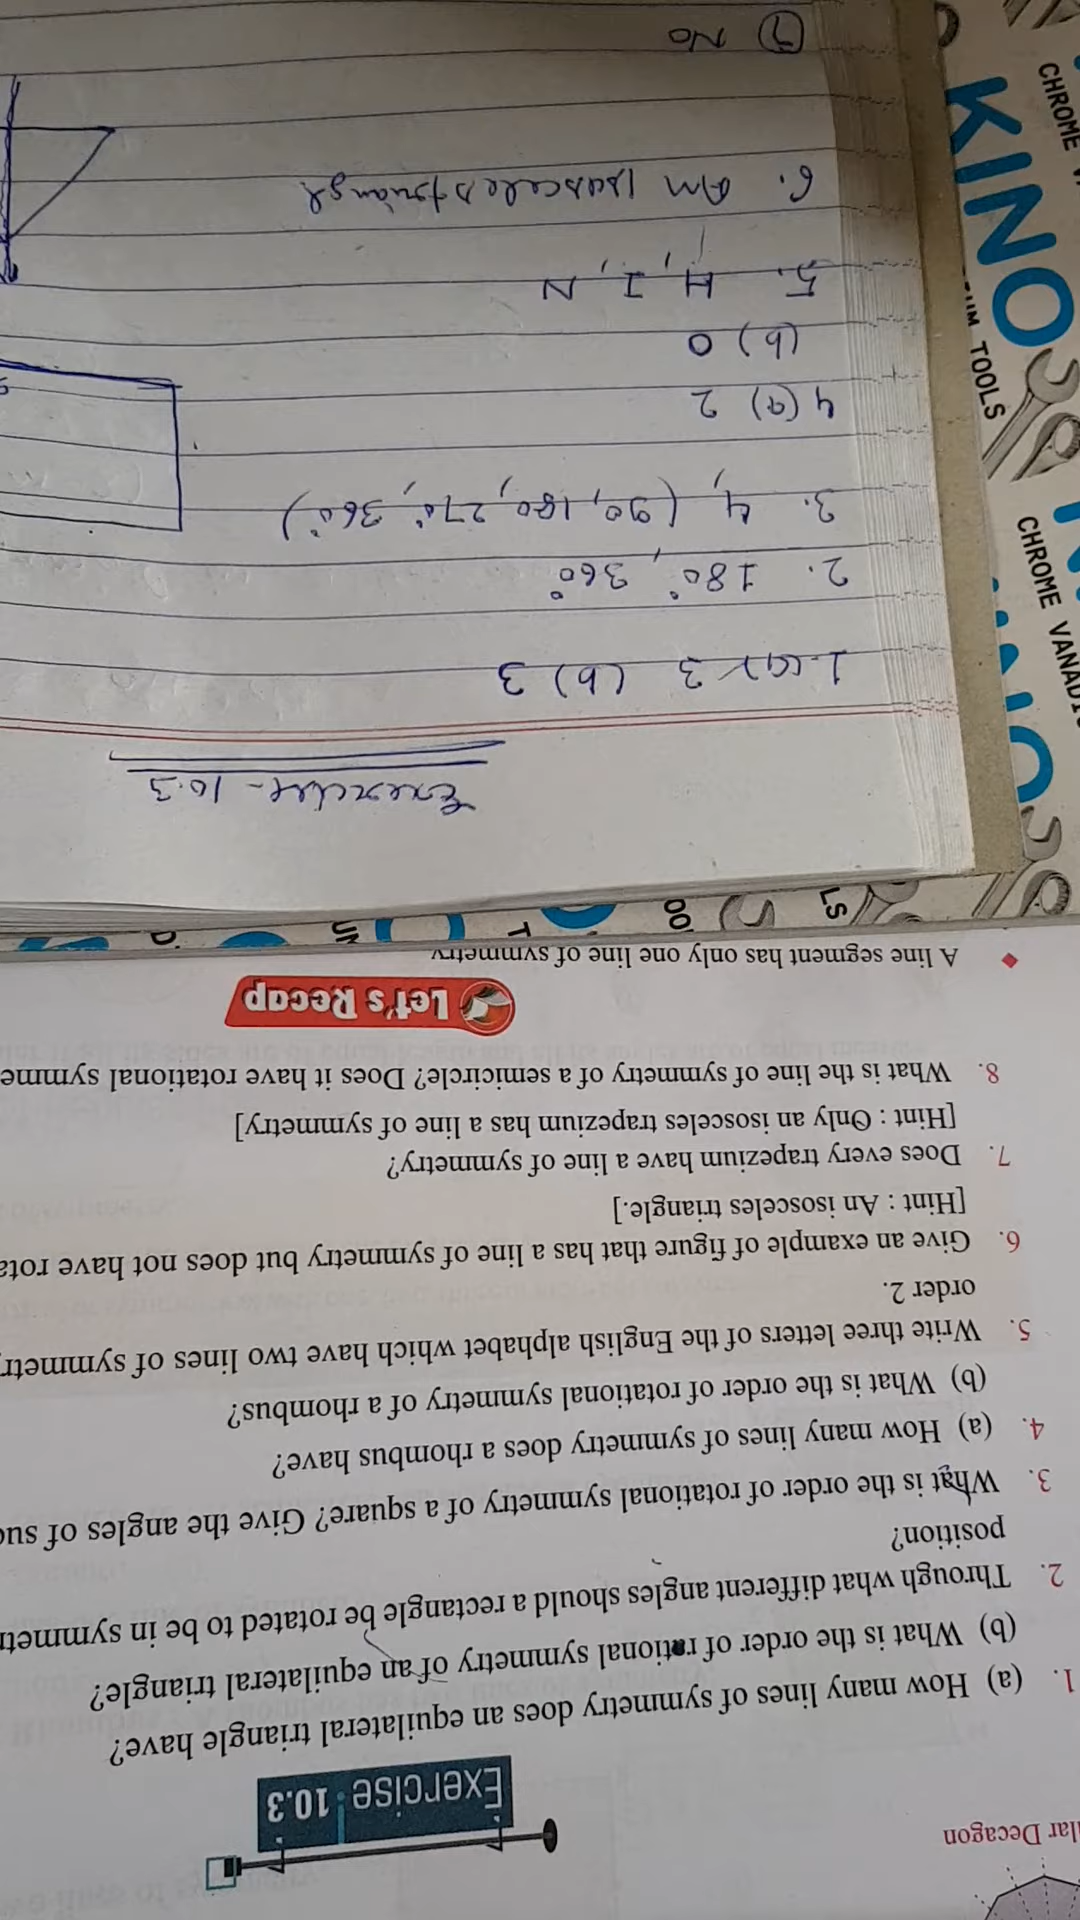 lar Decagon
Exercise 10.3
1. (a) How many lines of symmetry does an equilateral triangle have?
(b) What is the order of rational symmetry of an equilateral triangle?
2. Through what different angles should a rectangle be rotated to be in symmetr
position?
3. What is the order of rotational symmetry of a square? Give the angles of suc
4. (a) How many lines of symmetry does a rhombus have?
(b) What is the order of rotational symmetry of a rhombus?
5. Write three letters of the English alphabet which have two lines of symmetr
order 2.
6. Give an example of figure that has a line of symmetry but does not have rota
[Hint : An isosceles triangle.]
7. Does every trapezium have a line of symmetry?
[Hint : Only an isosceles trapezium has a line of symmetry]
8. What is the line of symmetry of a semicircle? Does it have rotational symme
Let's Recap
A line segment has only one line of symmetry
10.3
1. (a) 3 (b) 3
2. 180°, 360°
3. 4, (90, 180, 270°, 360°)
4 (a) 2
(b) 0
5. H, I, N
6. An
(7) No
KINO
CHROME
TOOLS
CHROME VANADI